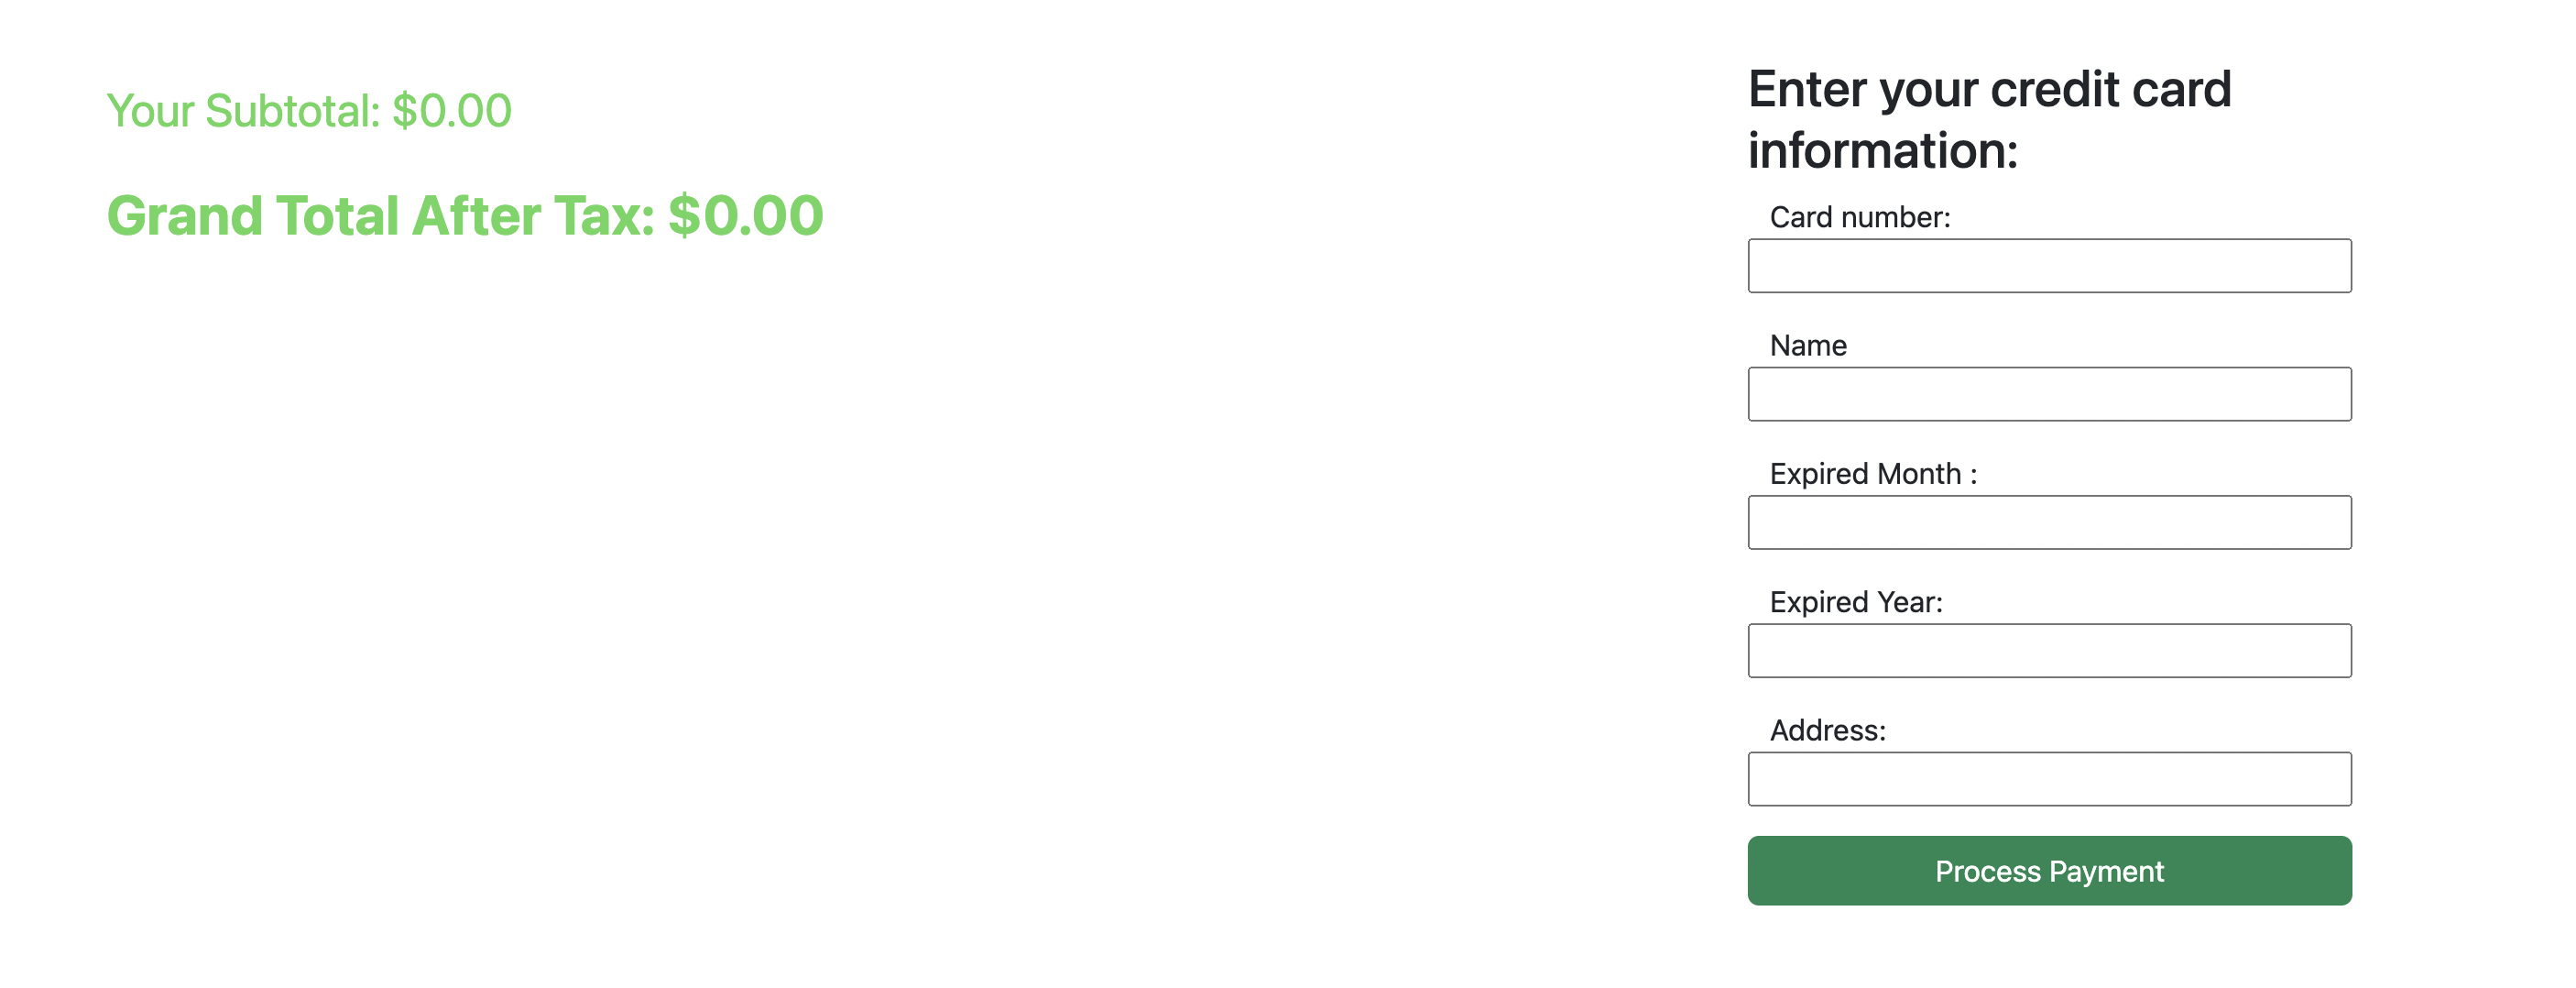 Your Subtotal: $0.00
Grand Total After Tax: $0.00
Enter your credit card
information:
Card number:
Name
Expired Month :
Expired Year:
Address:
Process Payment